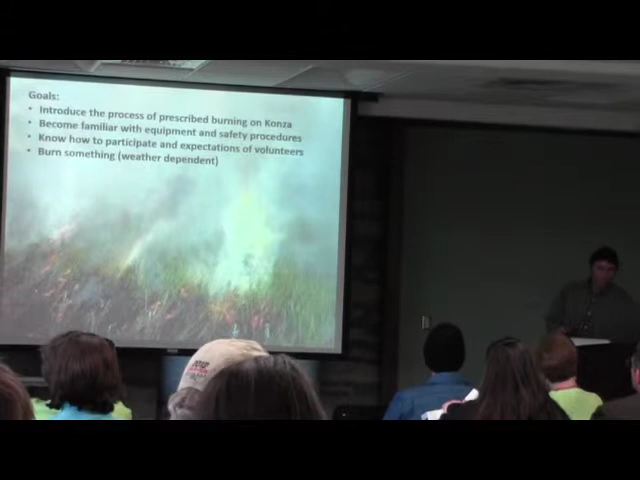 Goals:
• Introduce the process of prescribed burning on Konza
• Become familiar with equipment and safety procedures
• Know how to participate and expectations of volunteers
• Burn something (weather dependent)